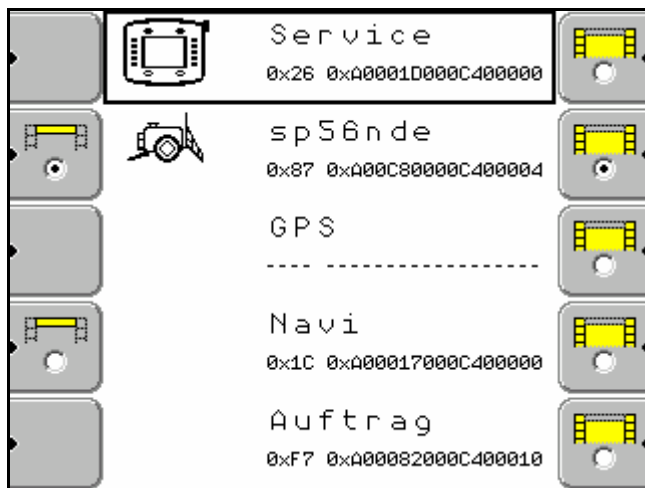 Service
0x26 0xA0001D000C400000
sp56nde
0x87 0xA00C80000C400004
GPS
---- -----------------
Navi
0x1C 0xA00017000C400000
Auftrag
0xF7 0xA00082000C400010